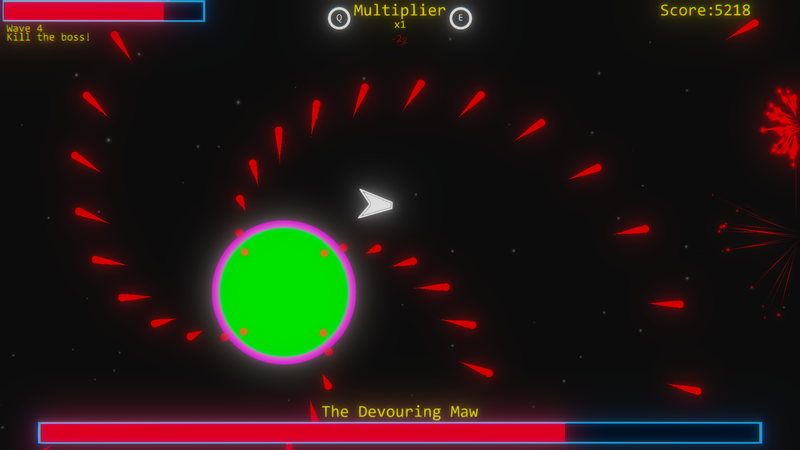 Q
Multiplier
E
x1
Score:5218
Wave 4
Kill the boss!
The Devouring Maw